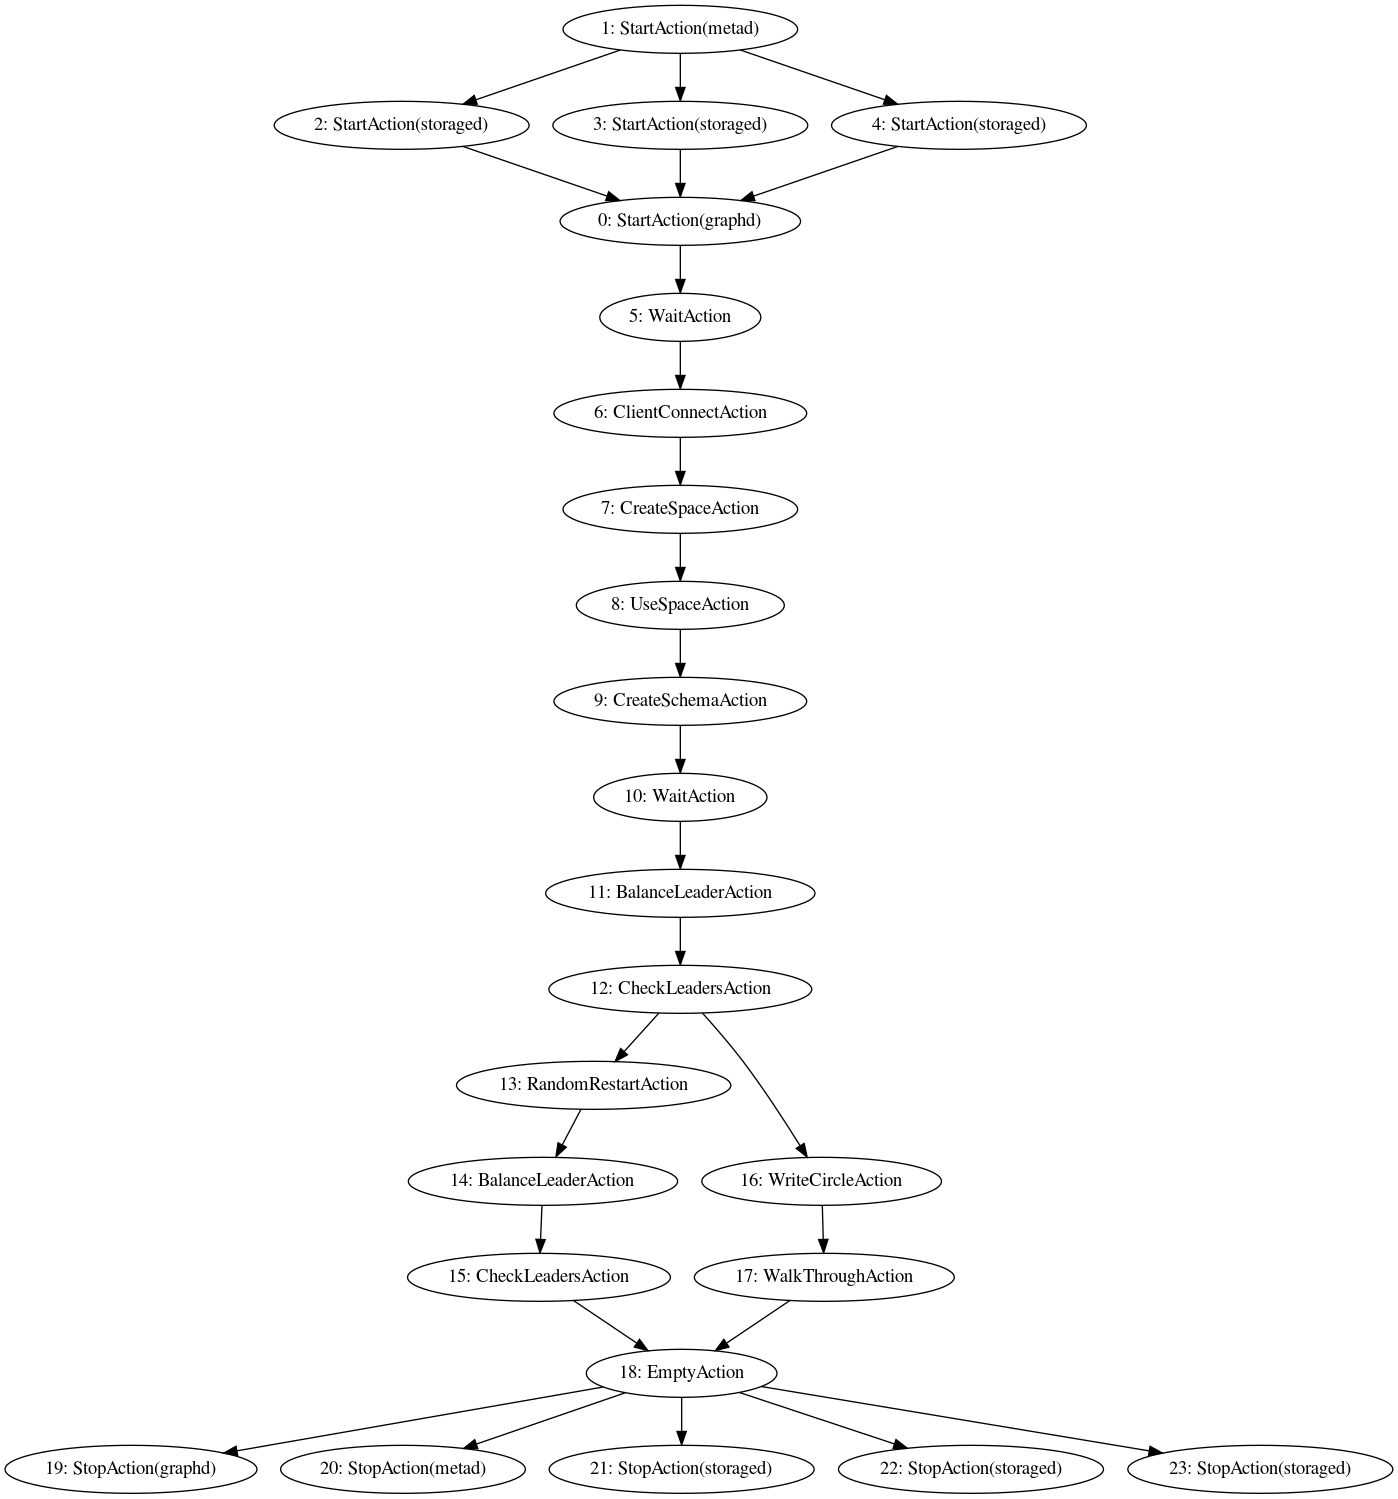 1: StartAction(metad)
2: StartAction(storaged)
3: StartAction(storaged)
4: StartAction(storaged)
0: StartAction(graphd)
5: WaitAction
6: ClientConnectAction
7: CreateSpaceAction
8: UseSpaceAction
9: CreateSchemaAction
10: WaitAction
11: BalanceLeaderAction
12: CheckLeadersAction
13: RandomRestartAction
14: BalanceLeaderAction
16: WriteCircleAction
15: CheckLeadersAction
17: WalkThroughAction
18: EmptyAction
19: StopAction(graphd)
20: StopAction(metad)
21: StopAction(storaged)
22: StopAction(storaged)
23: StopAction(storaged)